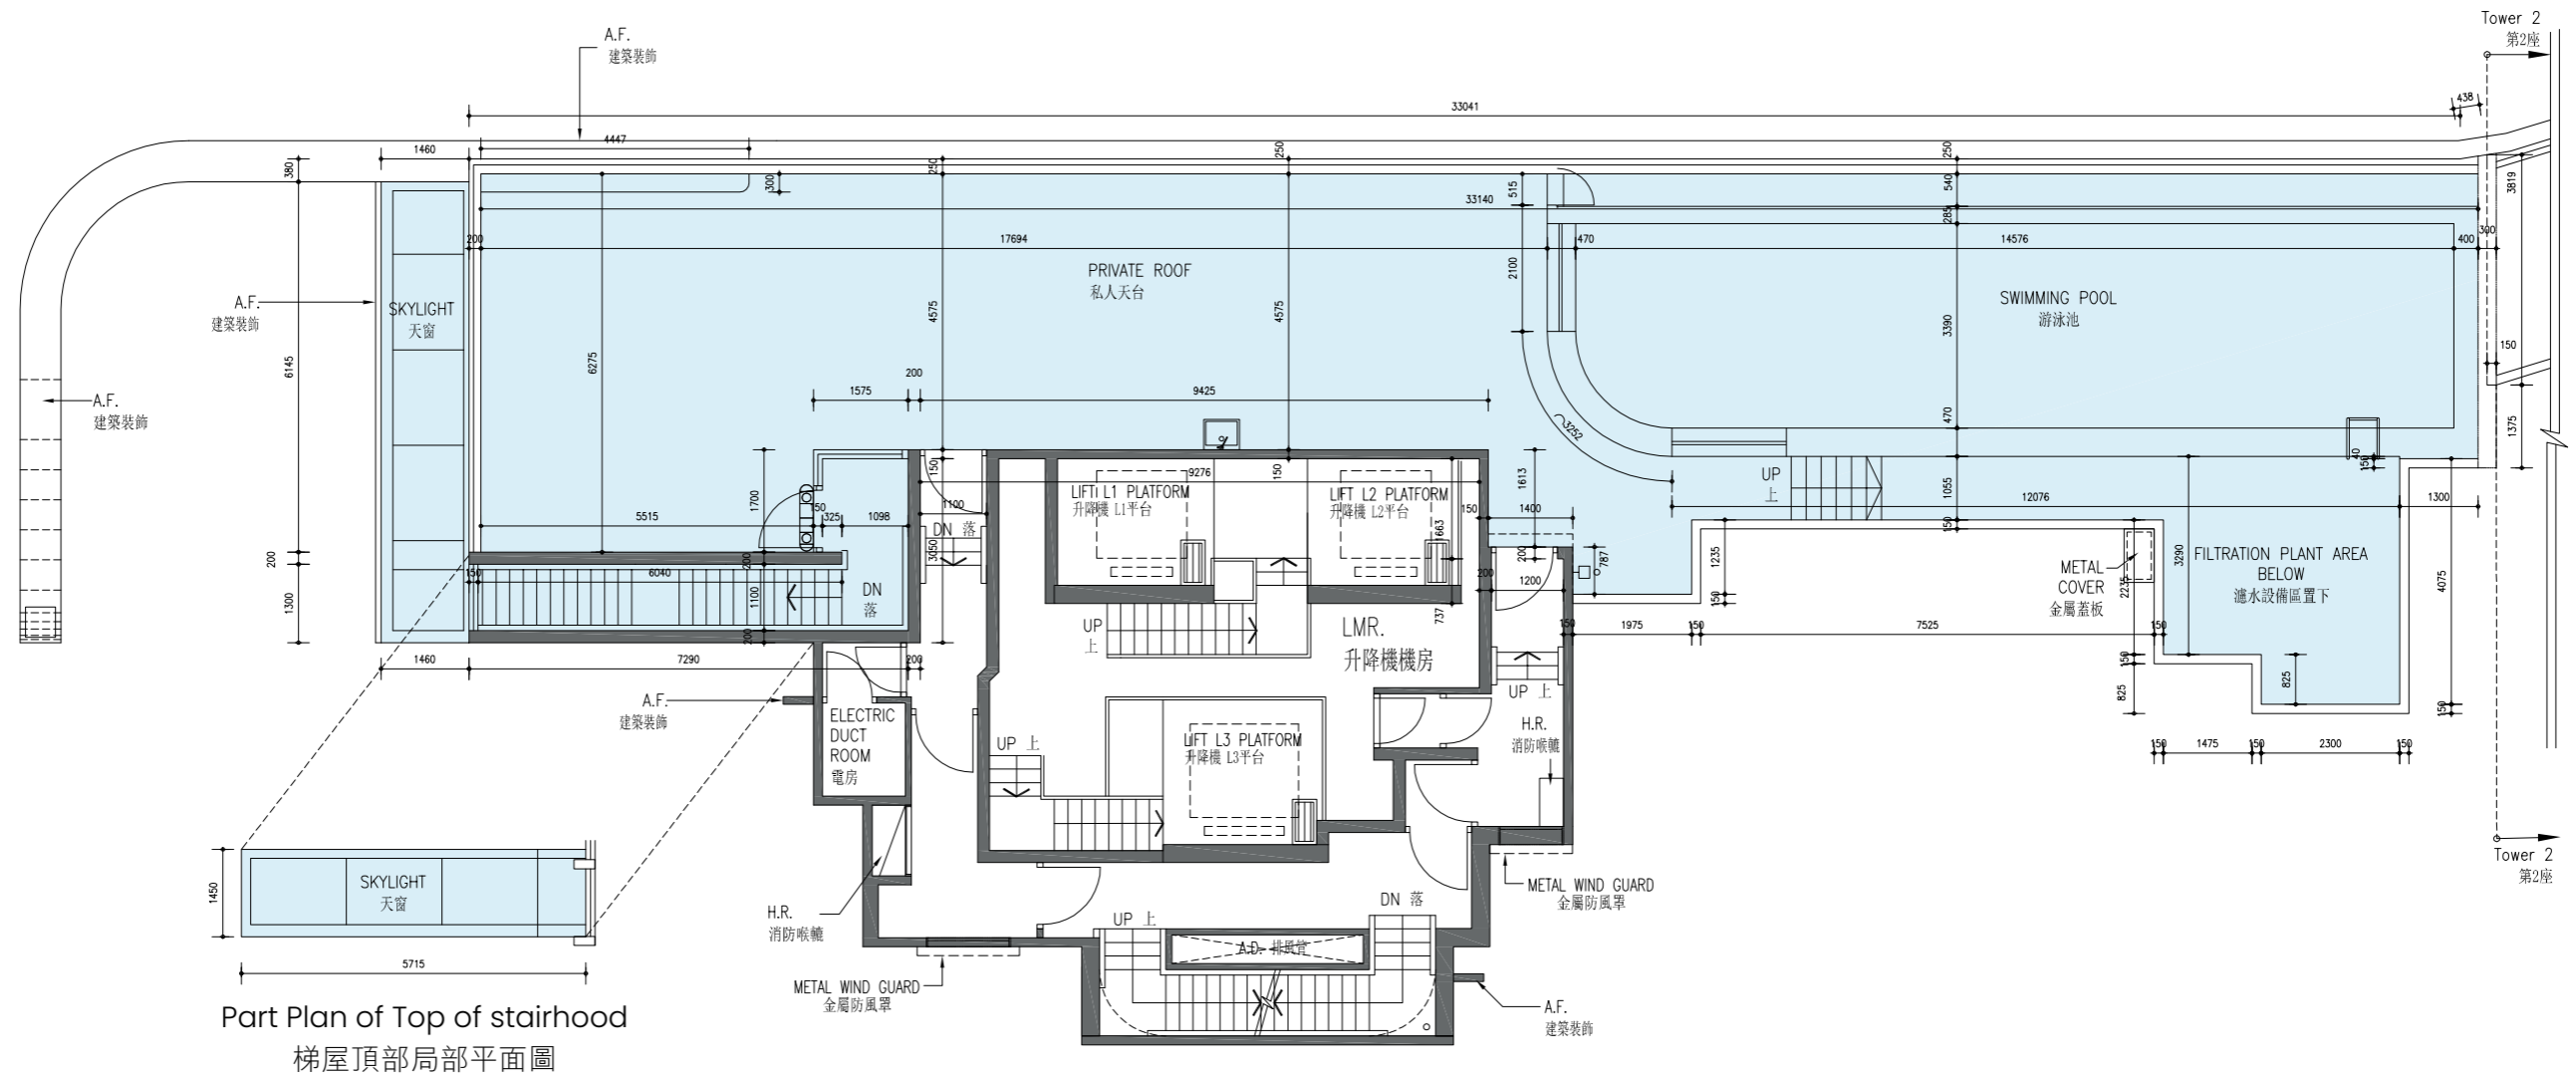 Tower 2
第2座
A.F.
建築裝飾
33041
438
4447
1460
380
250
250
250
300
515
540
3819
33140
285
200
17694
470
14576
400
300
PRIVATE ROOF
私人天台
2100
SWIMMING POOL
游泳池
SKYLIGHT
天窗
A.F.
建築裝飾
4575
4575
3390
6145
6275
150
A.F.
建築裝飾
200
1575
9425
470
1375
3252
9276
150
150
1613
UP
上
40
150
LIFT L1 PLATFORM
升降機 L1平台
LIFT L2 PLATFORM
升降機 L2平台
1700
1055
12076
1300
5515
150
325
1098
1100
DN 落
150
1400
150
1663
3050
200
787
1235
3290
FILTRATION PLANT AREA
BELOW
濾水設備區置下
METAL
COVER
金屬蓋板
2235
4075
200
150
6040
200
DN
落
200
1200
1300
1100
150
737
UP
上
LMR.
升降機機房
150
1975
150
7525
150
200
1460
7290
200
150
825
825
150
UP 上
A.F.
建築裝飾
ELECTRIC
DUCT
ROOM
電房
H.R.
消防喉轆
UP 上
LIFT L3 PLATFORM
升降機 L3平台
150
1475
150
2300
150
1450
SKYLIGHT
天窗
5715
Tower 2
第2座
METAL WIND GUARD
金屬防風罩
H.R.
消防喉轆
UP 上
DN 落
A.D. 排風管
METAL WIND GUARD
金屬防風罩
A.F.
建築裝飾
Part Plan of Top of stairhood
梯屋頂部局部平面圖